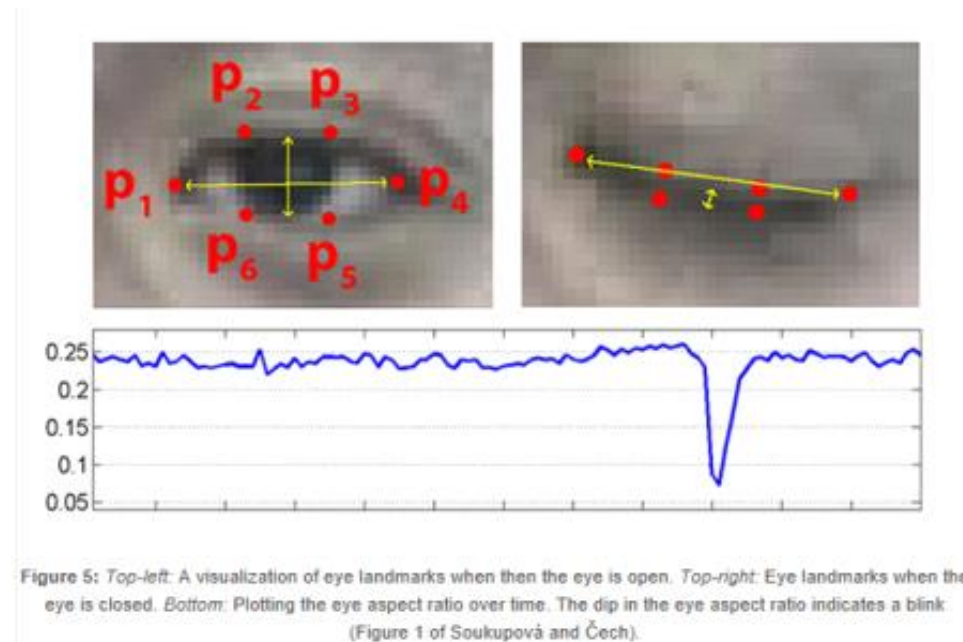 p2 p3
p1 p4
p6 p5
0.25
0.2
0.15
0.1
0.05
Figure 5: Top-left: A visualization of eye landmarks when then the eye is open. Top-right: Eye landmarks when the
eye is closed. Bottom: Plotting the eye aspect ratio over time. The dip in the eye aspect ratio indicates a blink
(Figure 1 of Soukupová and Čech).